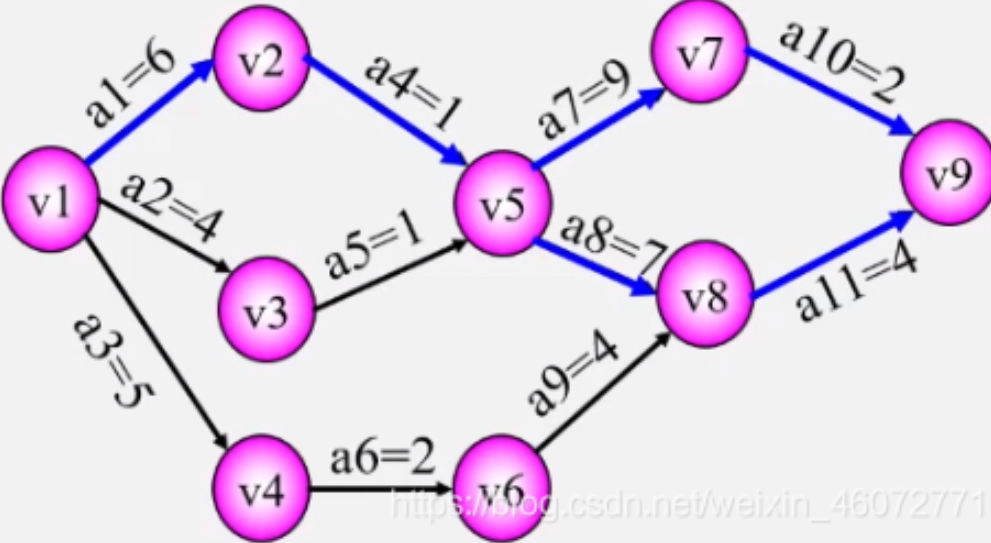 v1
a1=6
v2
a4=1
a2=4
v3
a5=1
v5
a3=5
v4
a6=2
v6
a7=9
v7
a10=2
a8=7
v8
a9=4
a11=4
v9
https://blog.csdn.net/weixin_46072771